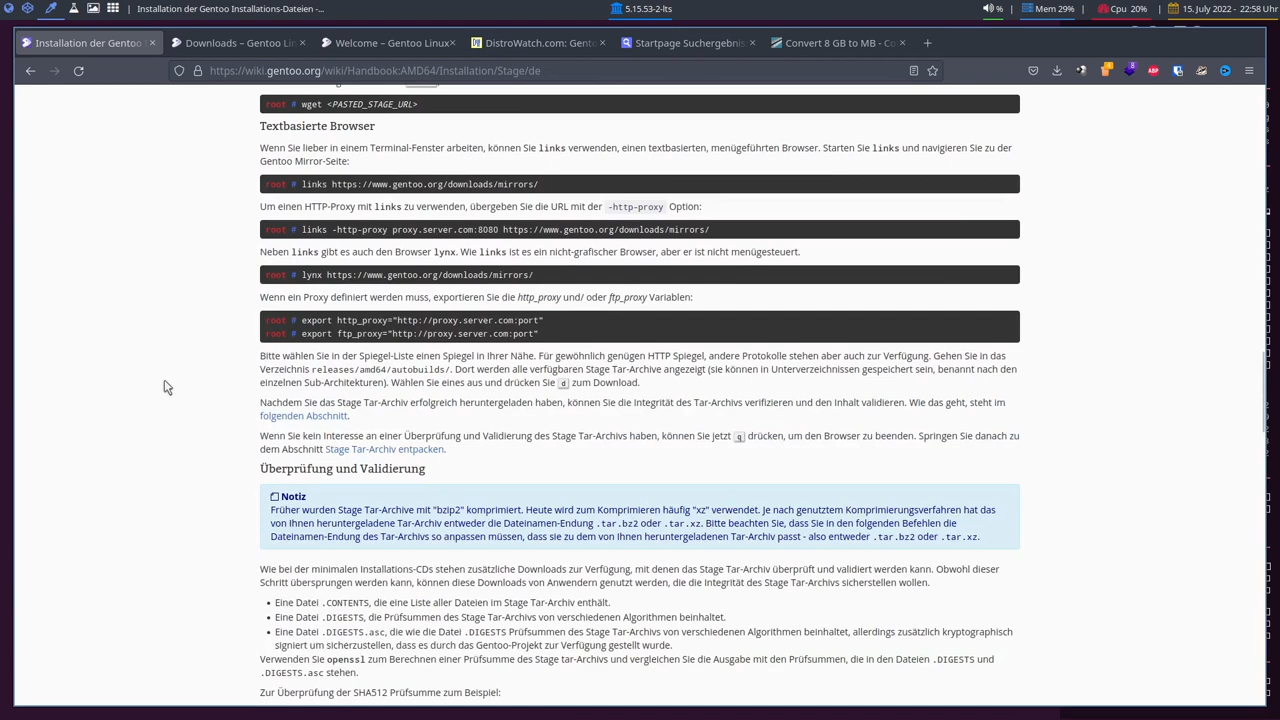 Installation der Gentoo Installations-Dateien -...
5.15.53-2-lts
%
Mem 29%
Cpu 20%
15. July 2022 - 22:58 Uhr
Installation der Gentoo
Downloads – Gentoo Lin
Welcome – Gentoo Linux
DistroWatch.com: Gento
Startpage Suchergebnis
Convert 8 GB to MB - Co
https://wiki.gentoo.org/wiki/Handbook:AMD64/Installation/Stage/de
root # wget <PASTED_STAGE_URL>
Textbasierte Browser
Wenn Sie lieber in einem Terminal-Fenster arbeiten, können Sie links verwenden, einen textbasierten, menügeführten Browser. Starten Sie links und navigieren Sie zu der
Gentoo Mirror-Seite:
root # links https://www.gentoo.org/downloads/mirrors/
Um einen HTTP-Proxy mit links zu verwenden, übergeben Sie die URL mit der -http-proxy Option:
root # links -http-proxy proxy.server.com:8080 https://www.gentoo.org/downloads/mirrors/
Neben links gibt es auch den Browser lynx. Wie links ist es ein nicht-grafischer Browser, aber er ist nicht menügesteuert.
root # lynx https://www.gentoo.org/downloads/mirrors/
Wenn ein Proxy definiert werden muss, exportieren Sie die http_proxy und/ oder ftp_proxy Variablen:
root # export http_proxy="http://proxy.server.com:port"
root # export ftp_proxy="http://proxy.server.com:port"
Bitte wählen Sie in der Spiegel-Liste einen Spiegel in Ihrer Nähe. Für gewöhnlich genügen HTTP Spiegel, andere Protokolle stehen aber auch zur Verfügung. Gehen Sie in das
Verzeichnis releases/amd64/autobuilds/. Dort werden alle verfügbaren Stage Tar-Archive angezeigt (sie können in Unterverzeichnissen gespeichert sein, benannt nach den
einzelnen Sub-Architekturen). Wählen Sie eines aus und drücken Sie d zum Download.
Nachdem Sie das Stage Tar-Archiv erfolgreich heruntergeladen haben, können Sie die Integrität des Tar-Archivs verifizieren und den Inhalt validieren. Wie das geht, steht im
folgenden Abschnitt.
Wenn Sie kein Interesse an einer Überprüfung und Validierung des Stage Tar-Archivs haben, können Sie jetzt q drücken, um den Browser zu beenden. Springen Sie danach zu
dem Abschnitt Stage Tar-Archiv entpacken.
Überprüfung und Validierung
Notiz
Früher wurden Stage Tar-Archive mit "bzip2" komprimiert. Heute wird zum Komprimieren häufig "xz" verwendet. Je nach genutztem Komprimierungsverfahren hat das
von Ihnen heruntergeladene Tar-Archiv entweder die Dateinamen-Endung .tar.bz2 oder .tar.xz. Bitte beachten Sie, dass Sie in den folgenden Befehlen die
Dateinamen-Endung des Tar-Archivs so anpassen müssen, dass sie zu dem von Ihnen heruntergeladenen Tar-Archiv passt - also entweder .tar.bz2 oder .tar.xz.
Wie bei der minimalen Installations-CDs stehen zusätzliche Downloads zur Verfügung, mit denen das Stage Tar-Archiv überprüft und validiert werden kann. Obwohl dieser
Schritt übersprungen werden kann, können diese Downloads von Anwendern genutzt werden, die die Integrität des Stage Tar-Archivs sicherstellen wollen.
• Eine Datei .CONTENTS, die eine Liste aller Dateien im Stage Tar-Archiv enthält.
• Eine Datei .DIGESTS, die Prüfsummen des Stage Tar-Archivs von verschiedenen Algorithmen beinhaltet.
• Eine Datei .DIGESTS.asc, die wie die Datei .DIGESTS Prüfsummen des Stage Tar-Archivs von verschiedenen Algorithmen beinhaltet, allerdings zusätzlich kryptographisch
signiert um sicherzustellen, dass es durch das Gentoo-Projekt zur Verfügung gestellt wurde.
Verwenden Sie openssl zum Berechnen einer Prüfsumme des Stage tar-Archivs und vergleichen Sie die Ausgabe mit den Prüfsummen, die in den Dateien .DIGESTS und
.DIGESTS.asc stehen.
Zur Überprüfung der SHA512 Prüfsumme zum Beispiel: